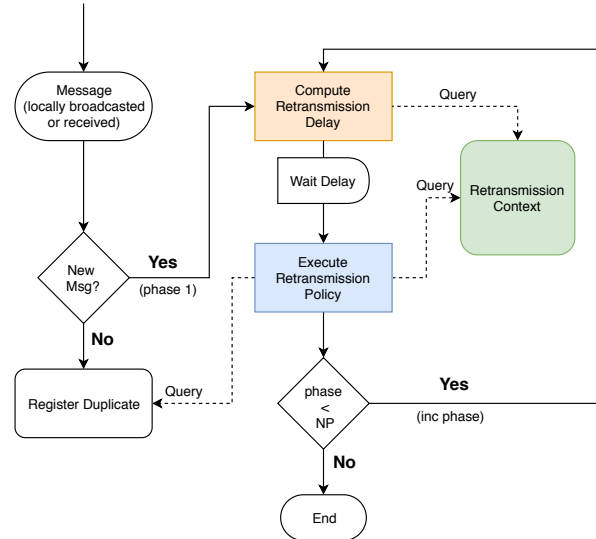 Message
(locally broadcasted
or received)
Compute
Retransmission
Delay
Query
Wait Delay
Query
Retransmission
Context
New
Msg?
Yes
(phase 1)
Execute
Retransmission
Policy
No
Register Duplicate
Query
phase
<
NP
Yes
(inc phase)
No
End